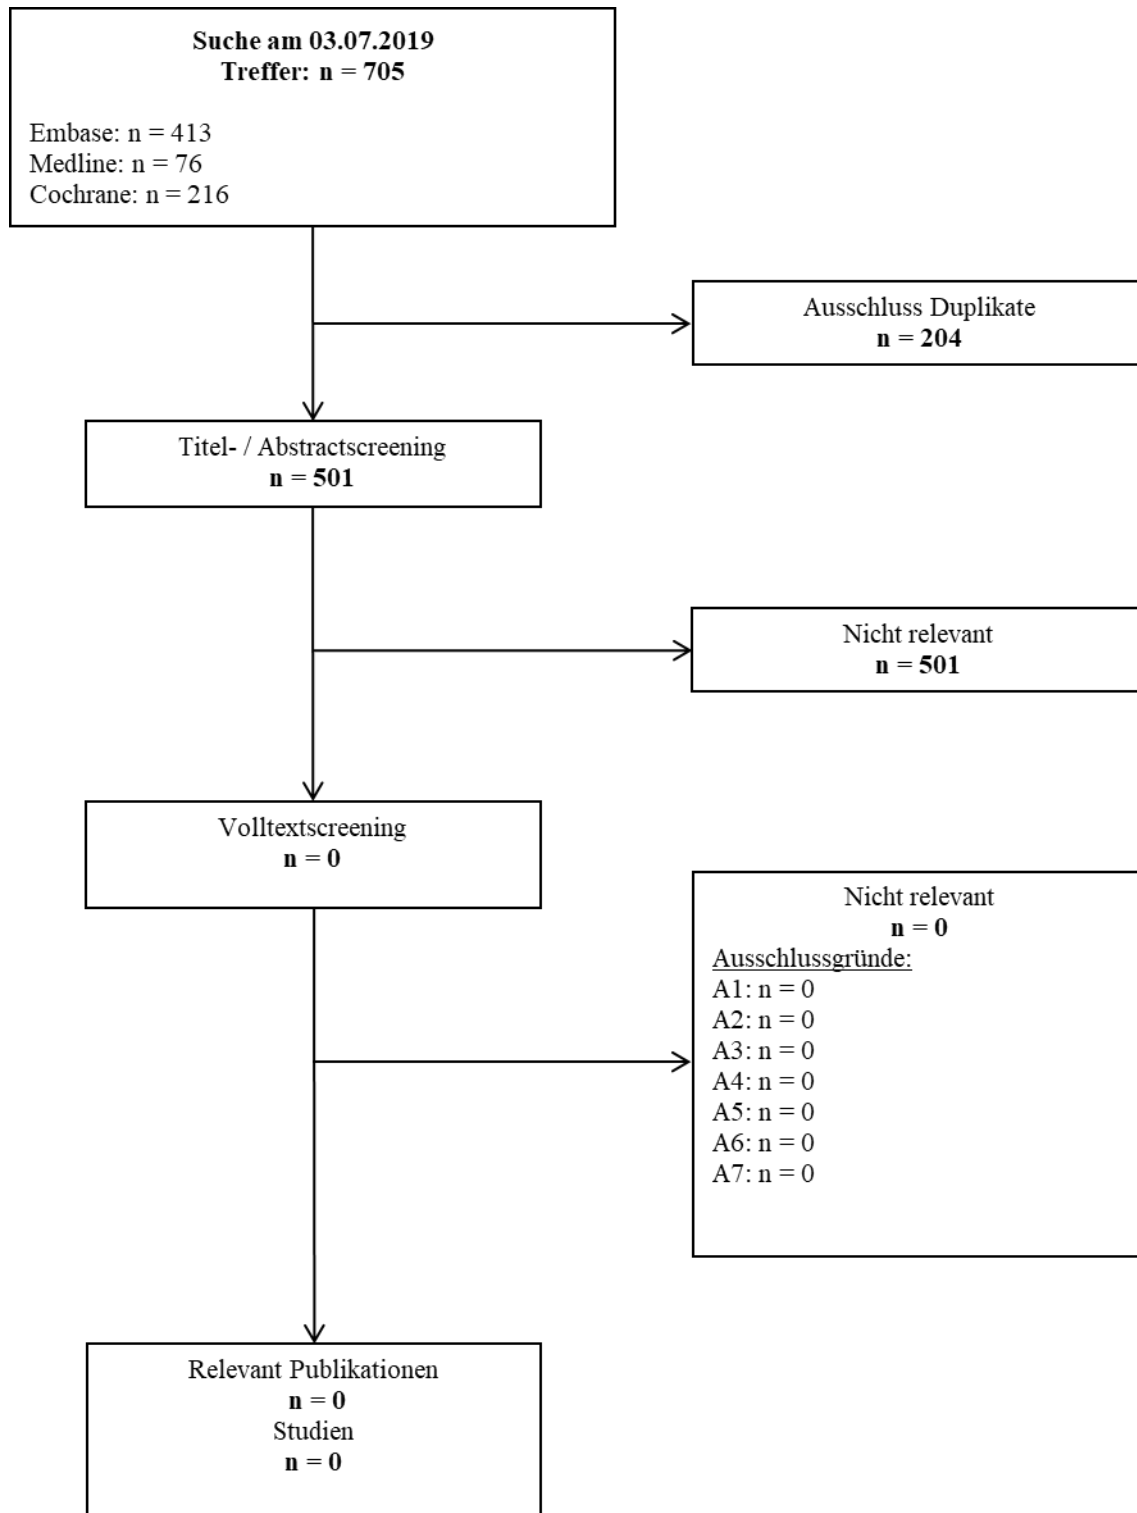 Suche am 03.07.2019
Treffer: n = 705
Embase: n = 413
Medline: n = 76
Cochrane: n = 216
Ausschluss Duplikate
n = 204
Titel- / Abstractscreening
n = 501
Nicht relevant
n = 501
Volltextscreening
n = 0
Nicht relevant
n = 0
Ausschlussgründe:
A1: n = 0
A2: n = 0
A3: n = 0
A4: n = 0
A5: n = 0
A6: n = 0
A7: n = 0
Relevant Publikationen
n = 0
Studien
n = 0